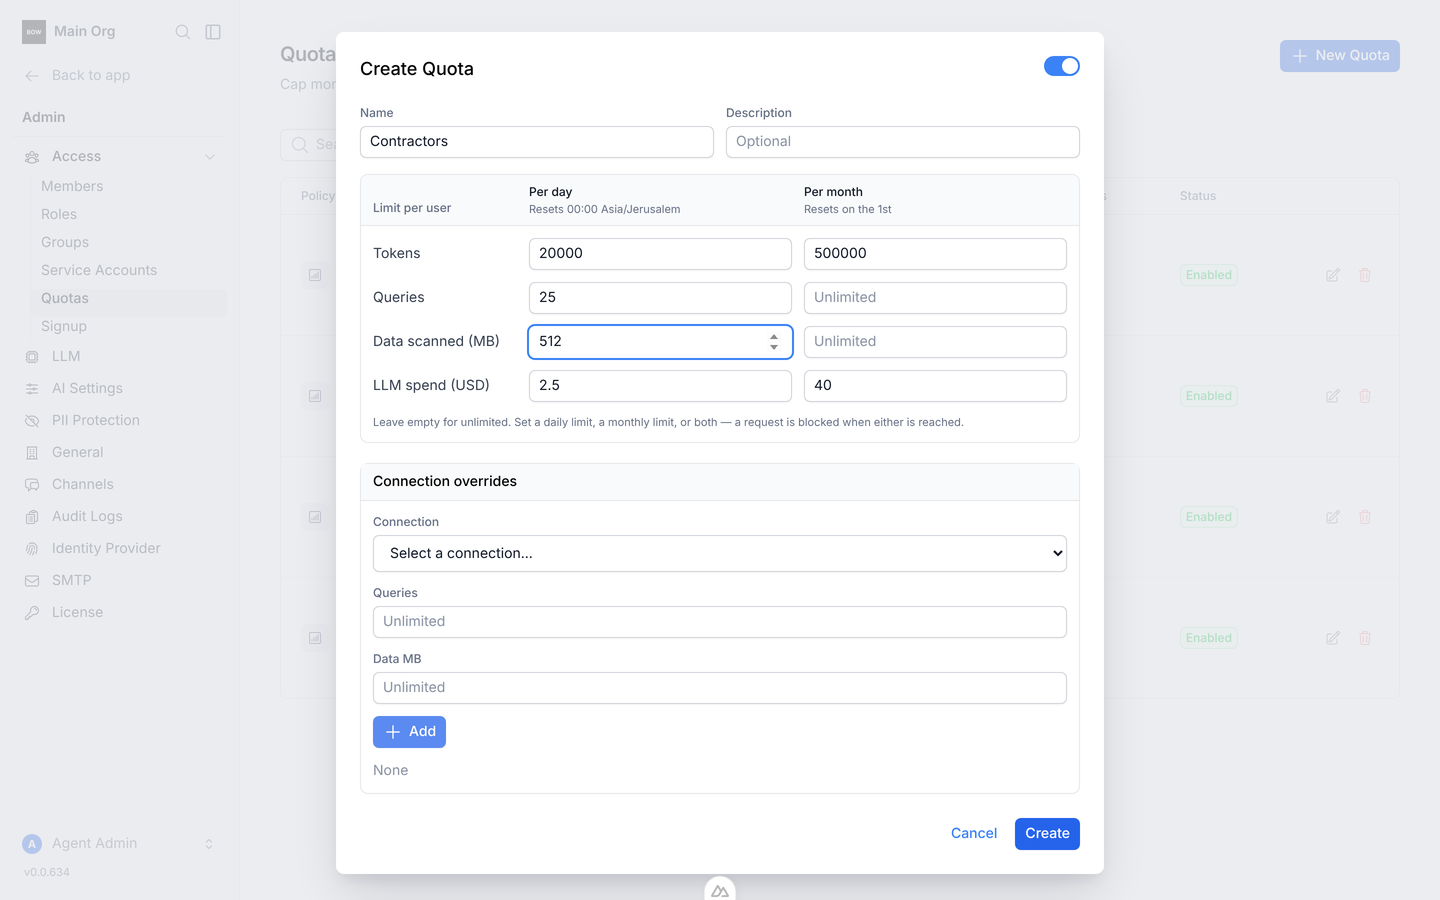 BOW Main Org
Back to app
Admin
Access
Members
Roles
Groups
Service Accounts
Quotas
Signup
LLM
AI Settings
PII Protection
General
Channels
Audit Logs
Identity Provider
SMTP
License
Agent Admin
A
v0.0.634
Quota
Cap mon
New Quota
Sea
Policy
Status
Enabled
Enabled
Enabled
Enabled
Create Quota
Name
Description
Contractors
Optional
Limit per user
Per day
Resets 00:00 Asia/Jerusalem
Per month
Resets on the 1st
Tokens 20000 500000
Queries 25 Unlimited
Data scanned (MB) 512 Unlimited
LLM spend (USD) 2.5 40
Leave empty for unlimited. Set a daily limit, a monthly limit, or both — a request is blocked when either is reached.
Connection overrides
Connection
Select a connection...
Queries
Unlimited
Data MB
Unlimited
Add
None
Cancel
Create